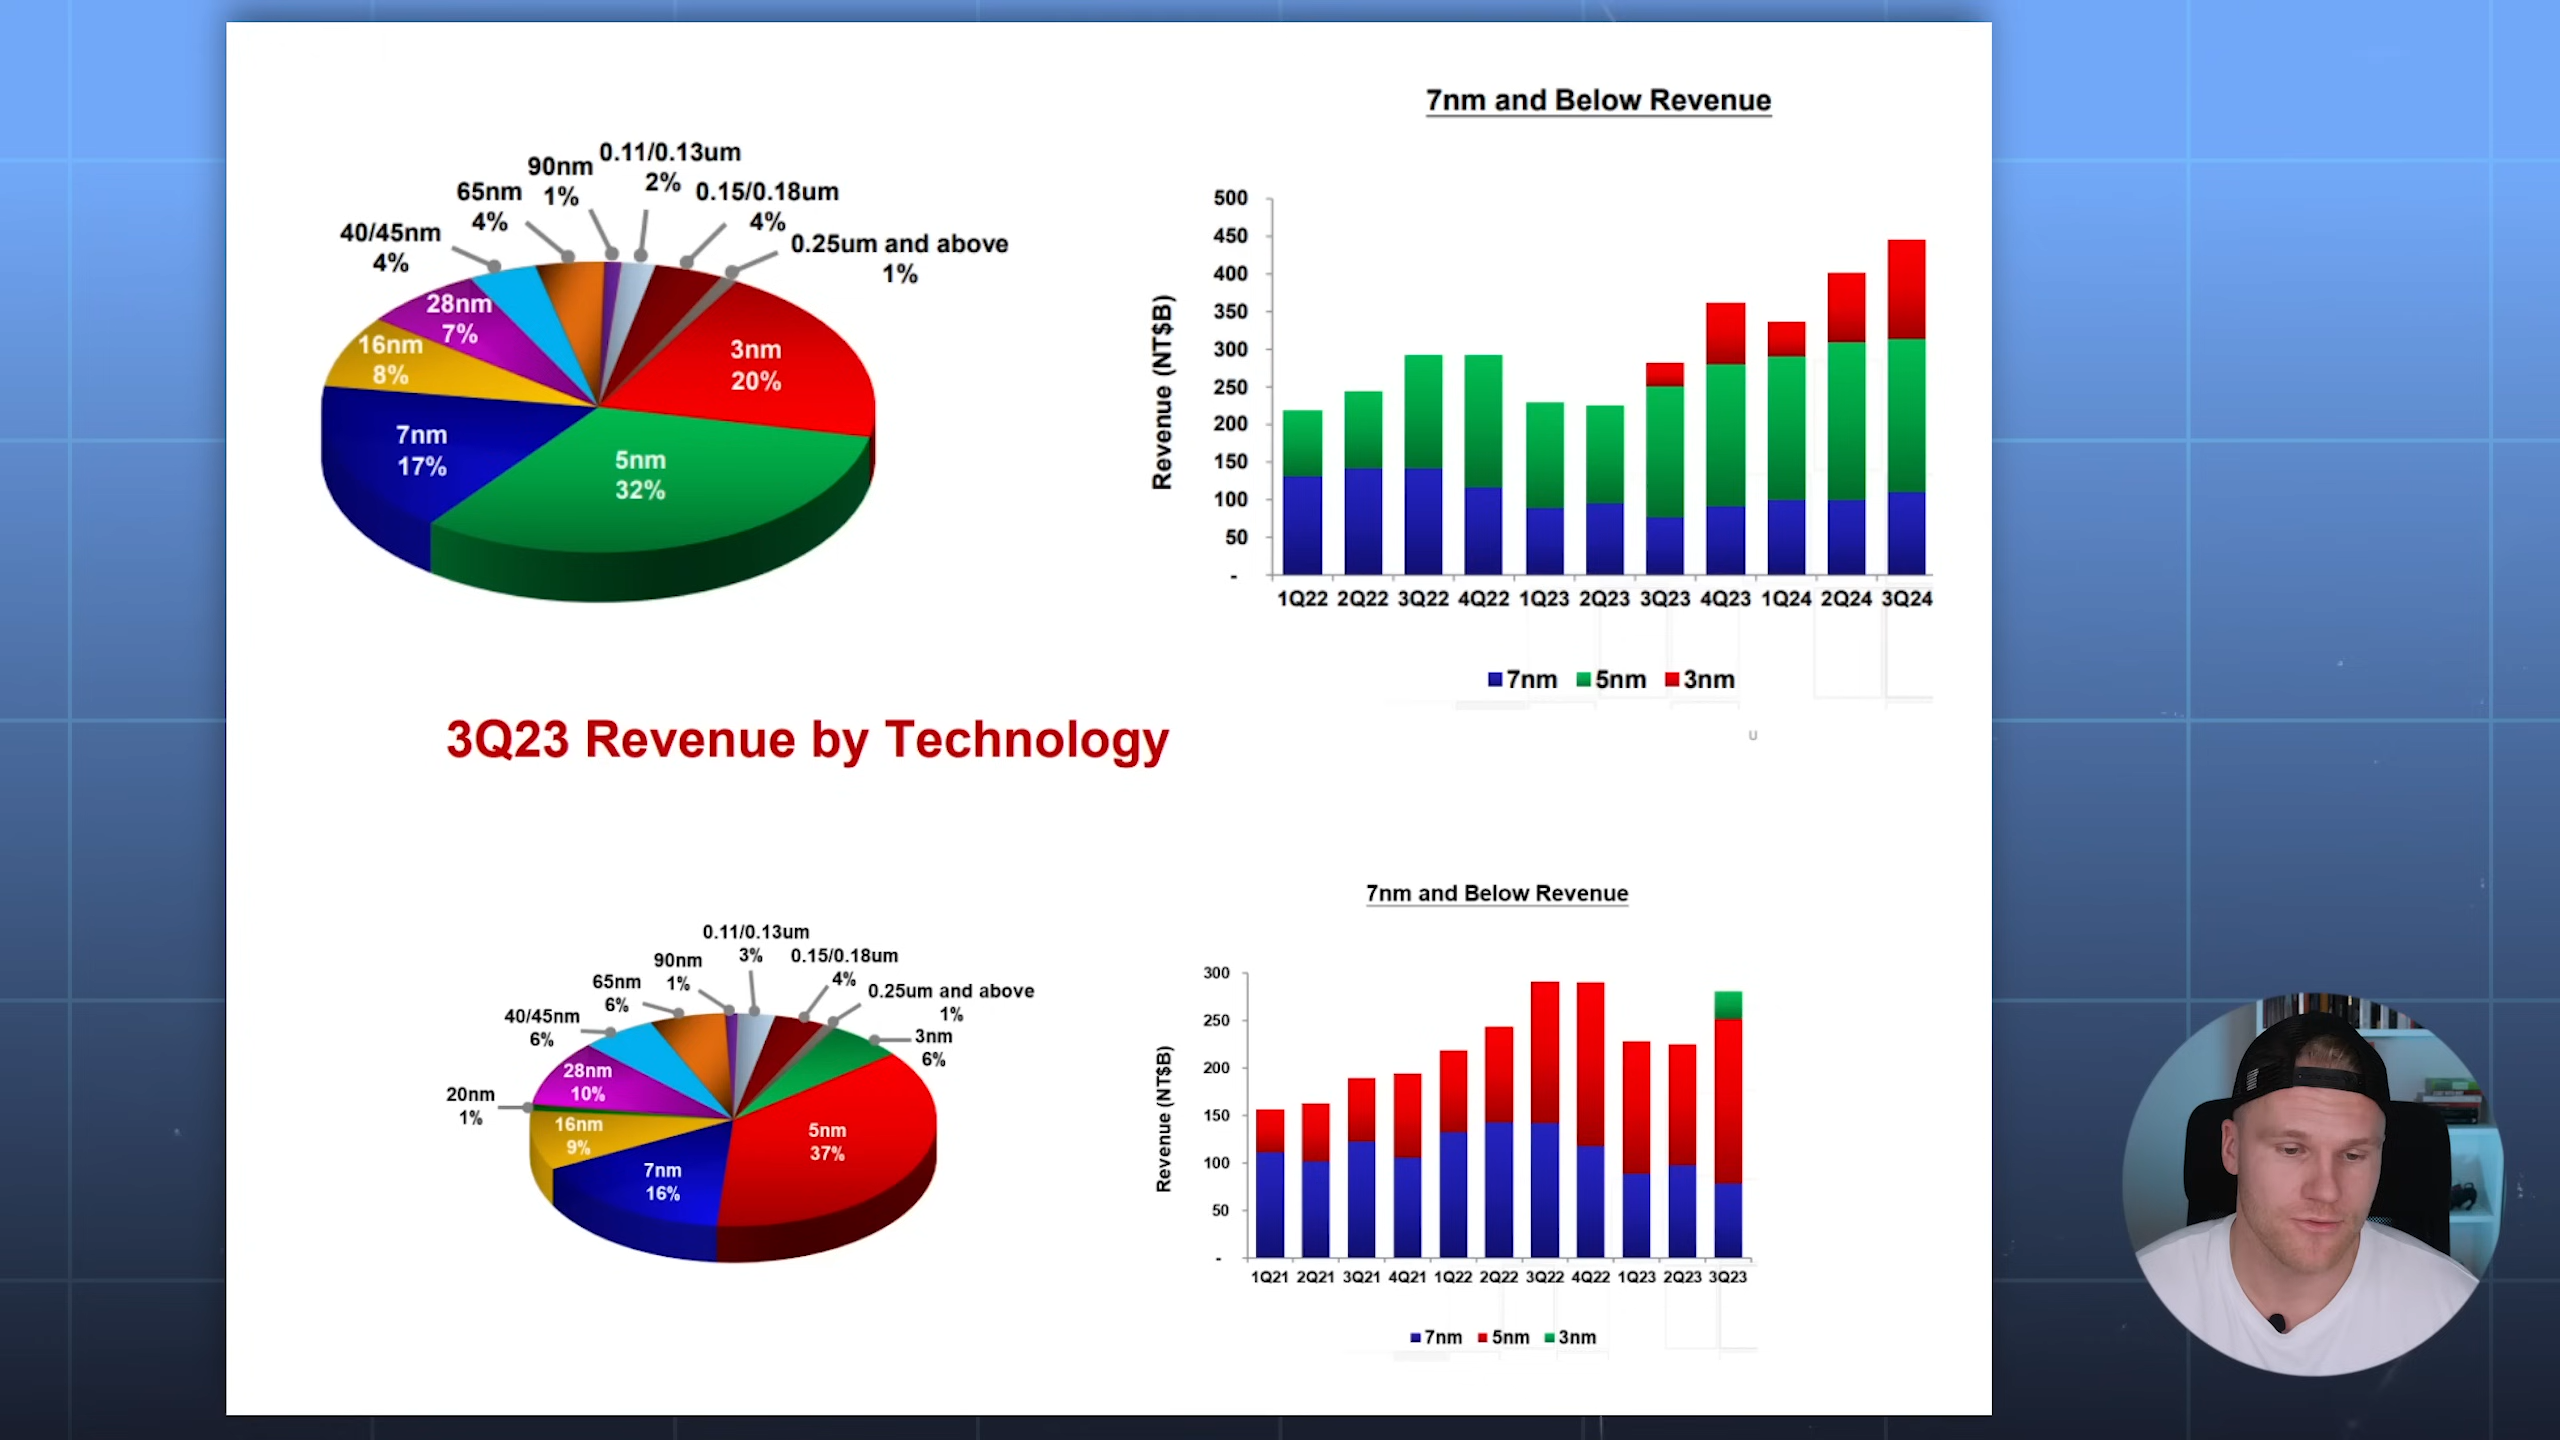 0.11/0.13um
2%
90nm
1%
65nm
4%
0.15/0.18um
4%
40/45nm
4%
0.25um and above
1%
28nm
7%
16nm
8%
3nm
20%
7nm
17%
5nm
32%
7nm and Below Revenue
Revenue (NT$B)
500
450
400
350
300
250
200
150
100
50
-
1Q22 2Q22 3Q22 4Q22 1Q23 2Q23 3Q23 4Q23 1Q24 2Q24 3Q24
7nm 5nm 3nm
U
3Q23 Revenue by Technology
0.11/0.13um
3%
90nm
1%
0.15/0.18um
4%
65nm
6%
0.25um and above
1%
40/45nm
6%
3nm
6%
28nm
10%
20nm
1%
16nm
9%
5nm
37%
7nm
16%
7nm and Below Revenue
Revenue (NT$B)
300
250
200
150
100
50
-
1Q21 2Q21 3Q21 4Q21 1Q22 2Q22 3Q22 4Q22 1Q23 2Q23 3Q23
7nm 5nm 3nm